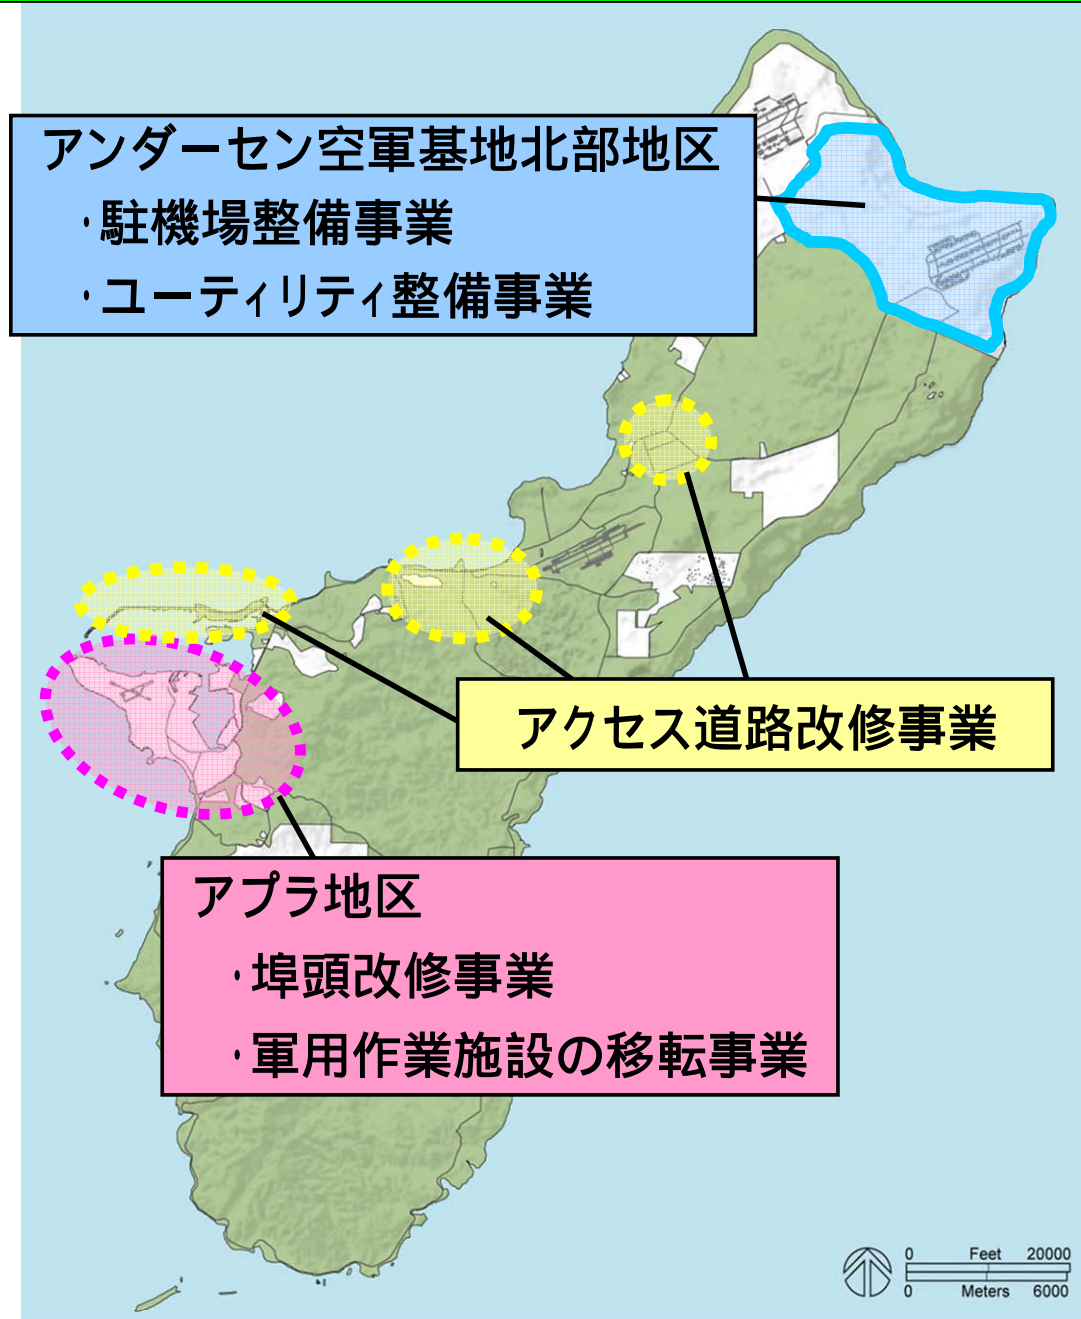 アンダーセン空軍基地北部地区
・駐機場整備事業
・ユーティリティ整備事業
アクセス道路改修事業
アプラ地区
・埠頭改修事業
・軍用作業施設の移転事業
0 Feet 20000
0 Meters 6000